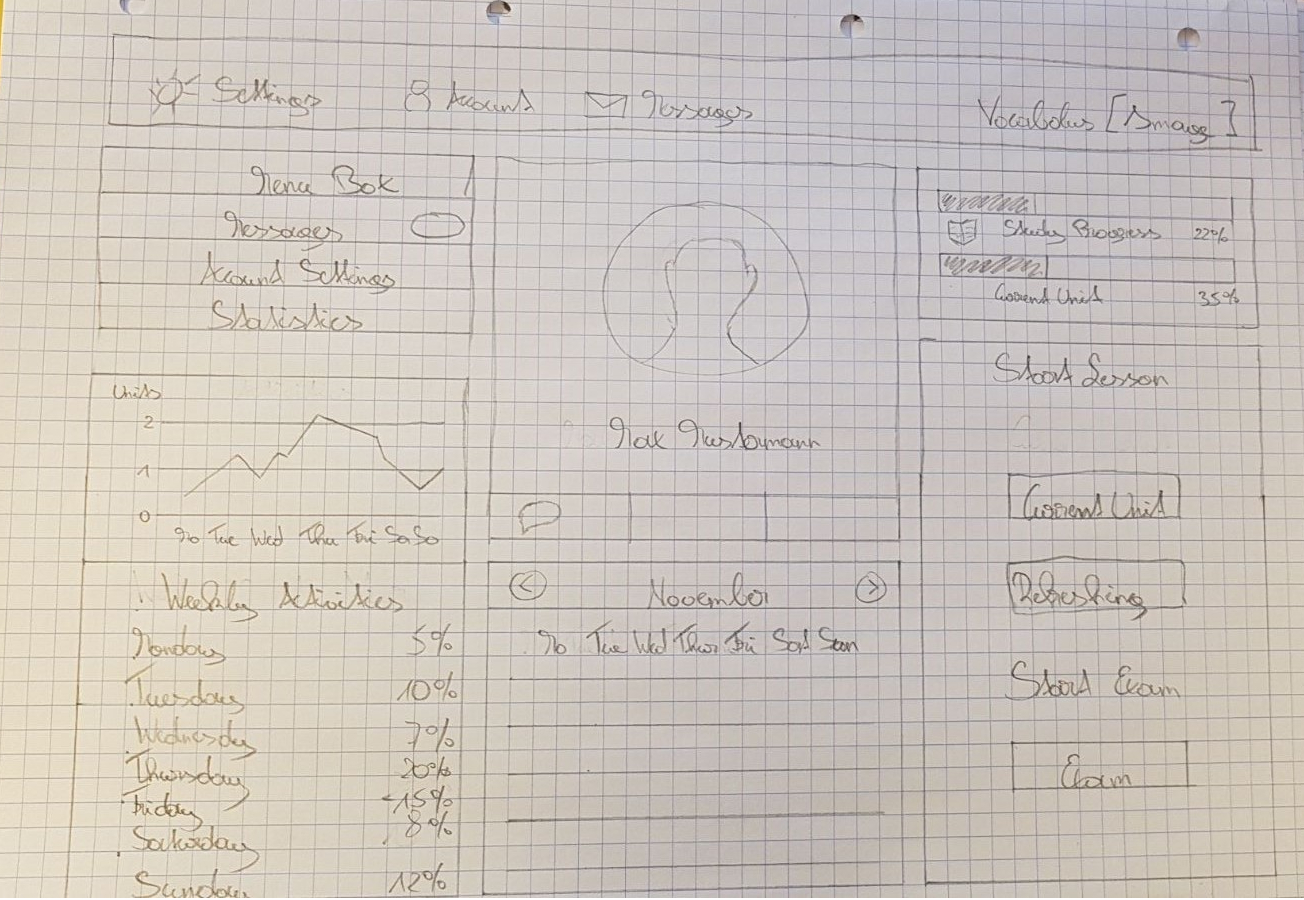 Settings Account Messages Vocabolus [Image]
Menu Box
Messages
Account Settings
Statistics
Study Progress 22%
Current Unit 35%
Units
2
1
0
Mo Tue Wed Thu Fri Sa So
Max Mustermann
Start Lesson
Current Unit
Refreshing
Start Exam
Exam
Weekly Activities
Monday 5%
Tuesday 10%
Wednesday 7%
Thursday 20%
Friday 15%
Saturday 8%
Sunday 12%
< November >
Mo Tue Wed Thur Fri Sat Sun